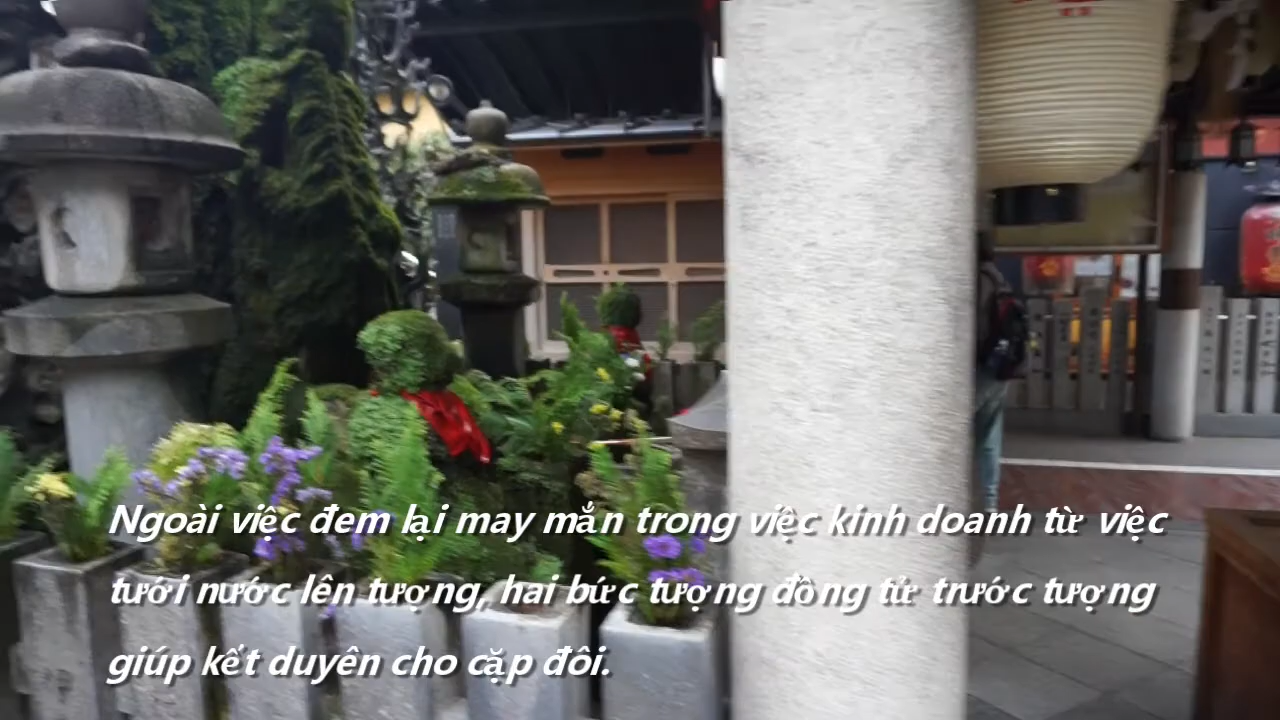 Ngoài việc đem lại may mắn trong việc kinh doanh từ việc
tưới nước lên tượng, hai bức tượng đồng tử trước tượng
giúp kết duyên cho cặp đôi.